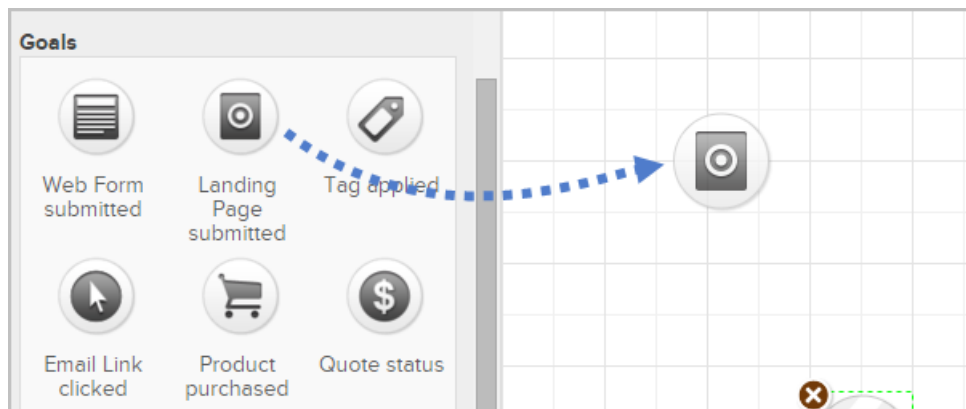 Goals
Web Form
submitted
Landing
Page
submitted
Tag applied
Email Link
clicked
Product
purchased
Quote status